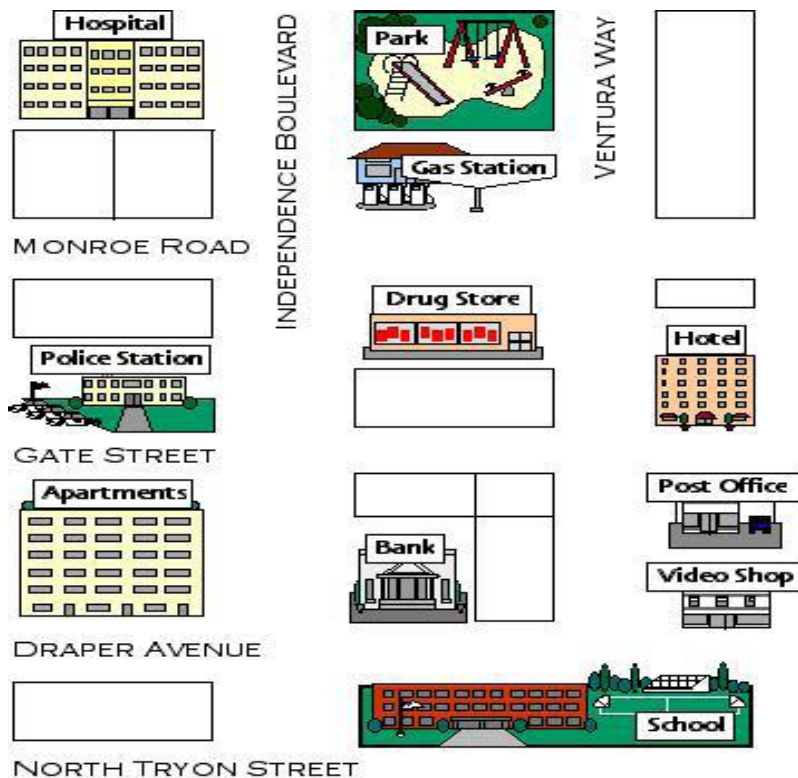 Hospital
INDEPENDENCE BOULEVARD
Park
VENTURA WAY
Gas Station
MONROE ROAD
Drug Store
Hotel
Police Station
GATE STREET
Apartments
Post Office
Bank
Video Shop
DRAPER AVENUE
School
NORTH TRYON STREET